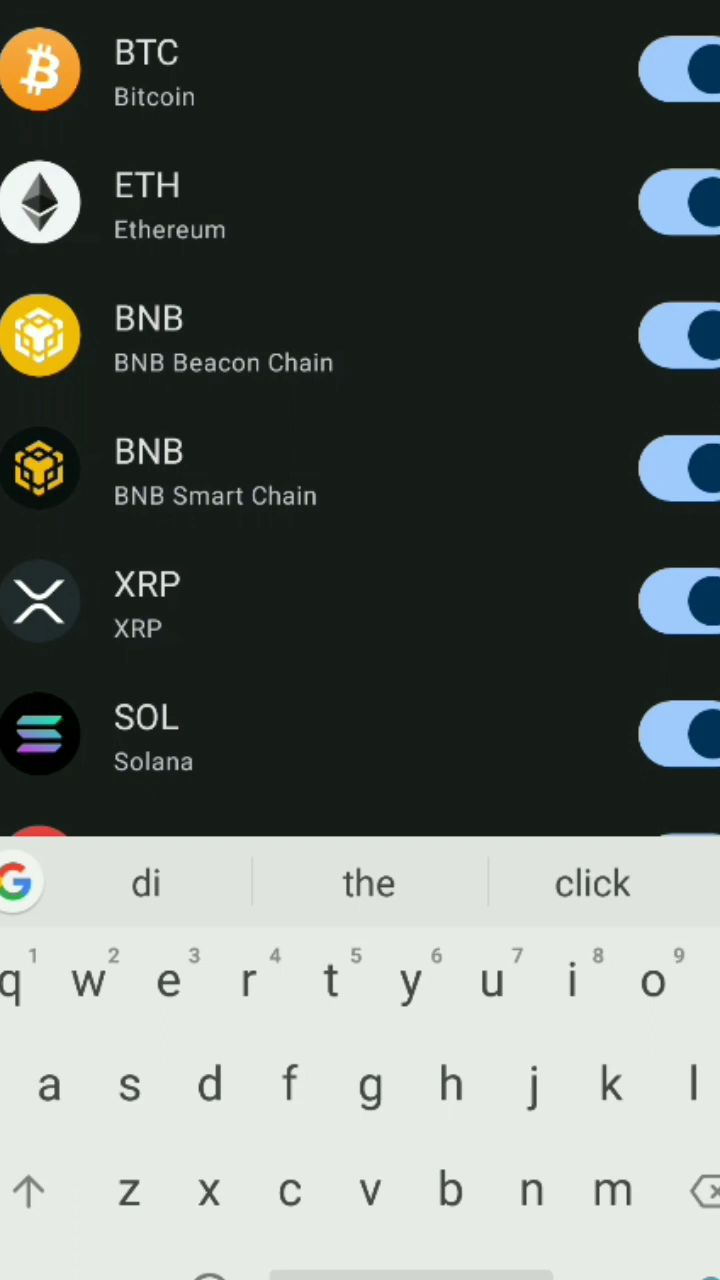 BTC
Bitcoin
ETH
Ethereum
BNB
BNB Beacon Chain
BNB
BNB Smart Chain
XRP
XRP
SOL
Solana
G di the click
1 2 3 4 5 6 7 8 9
q w e r t y u i o
a s d f g h j k l
z x c v b n m